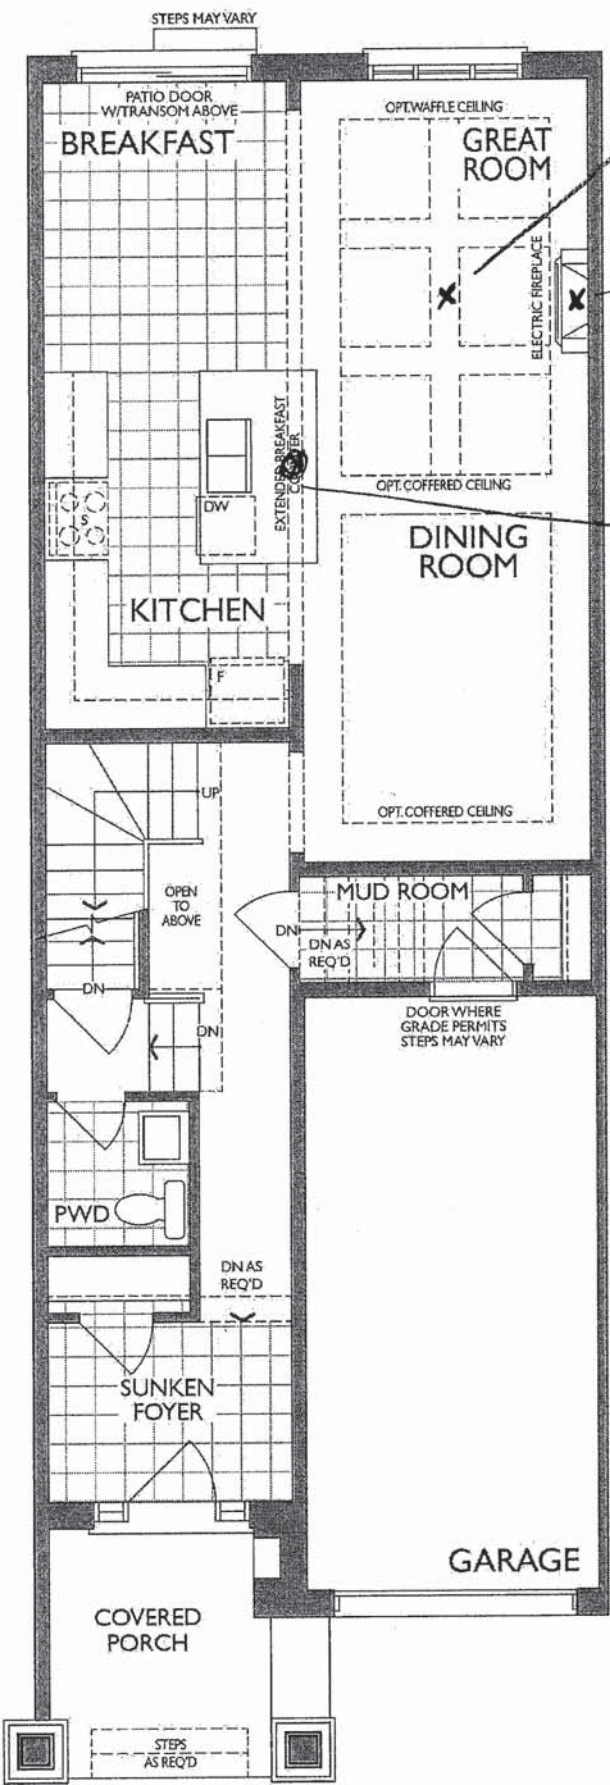 STEPS MAY VARY
PATIO DOOR
W/TRANSOM ABOVE
BREAKFAST
OPT. WAFFLE CEILING
GREAT
ROOM
ELECTRIC FIREPLACE
EXTENDED BREAKFAST
OPT. COFFERED CEILING
DW
S
DINING
ROOM
KITCHEN
F
UP
OPT. COFFERED CEILING
OPEN
TO
ABOVE
MUD ROOM
DN
DN AS
REQ'D
DN
DN
DOOR WHERE
GRADE PERMITS
STEPS MAY VARY
PWD
DN AS
REQ'D
SUNKEN
FOYER
GARAGE
COVERED
PORCH
STEPS
AS REQ'D